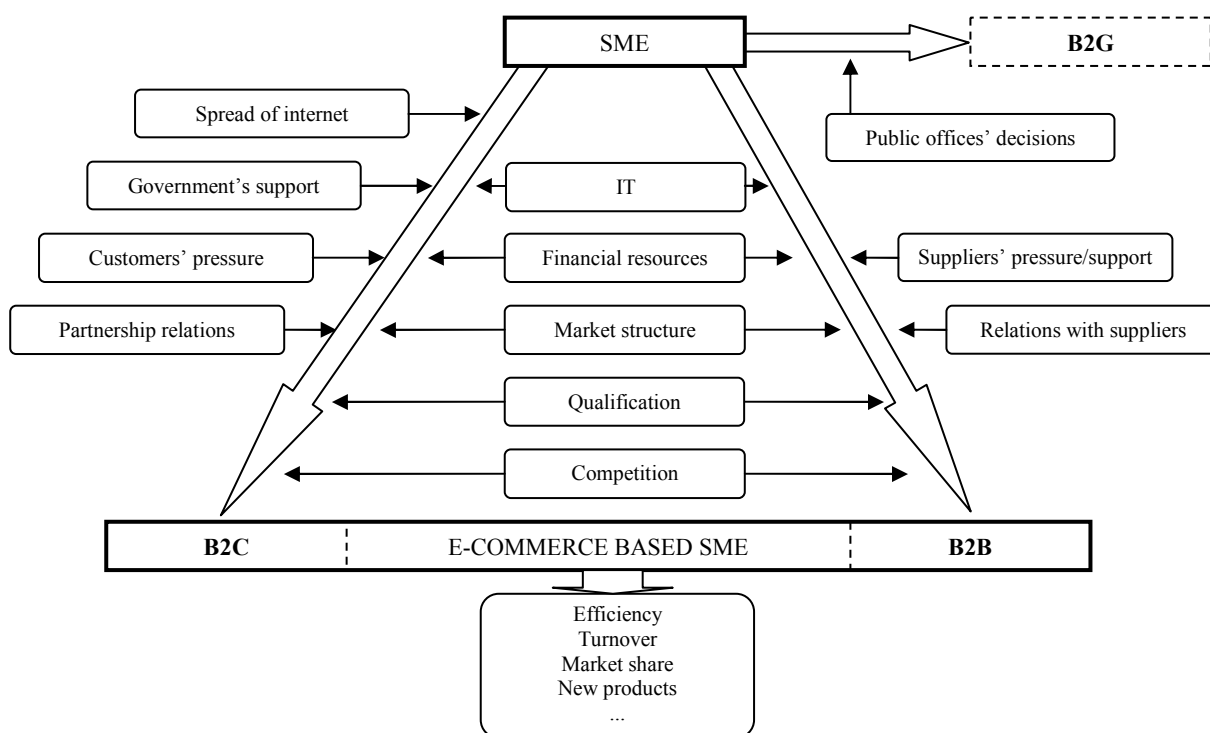 SME
B2G
Spread of internet
Public offices’ decisions
Government’s support
IT
Customers’ pressure
Financial resources
Suppliers’ pressure/support
Partnership relations
Market structure
Relations with suppliers
Qualification
Competition
B2C
E-COMMERCE BASED SME
B2B
Efficiency
Turnover
Market share
New products
...